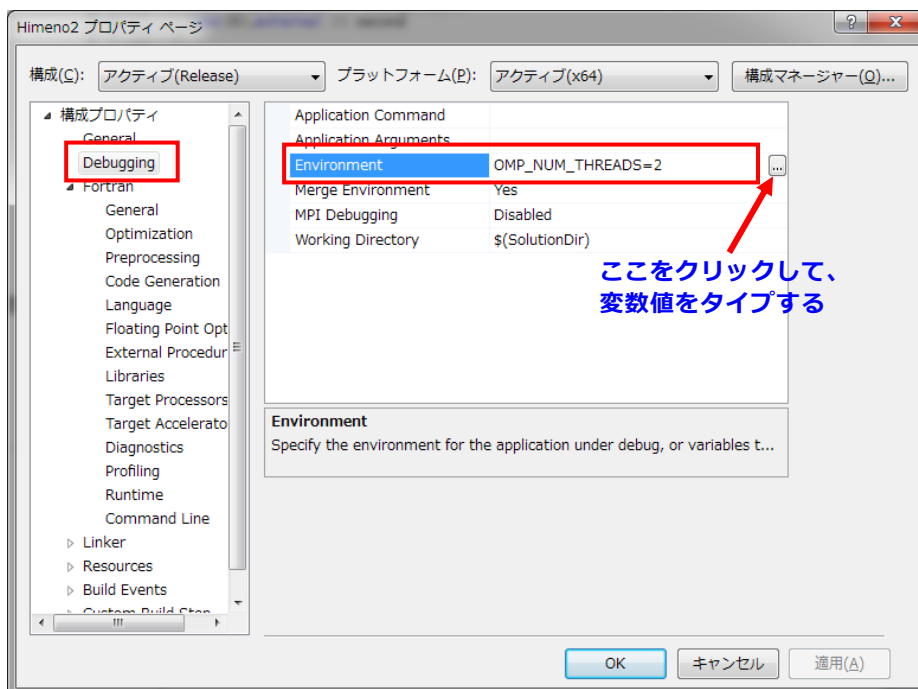 Himeno2 プロパティ ページ
構成(C): アクティブ(Release) プラットフォーム(P): アクティブ(x64) 構成マネージャー(O)...
構成プロパティ
General
Debugging
Fortran
General
Optimization
Preprocessing
Code Generation
Language
Floating Point Opt
External Procedur
Libraries
Target Processors
Target Accelerato
Diagnostics
Profiling
Runtime
Command Line
Linker
Resources
Build Events
Custom Build Step
Application Command
Application Arguments
Environment OMP_NUM_THREADS=2 ...
Merge Environment Yes
MPI Debugging Disabled
Working Directory $(SolutionDir)
ここをクリックして、
変数値をタイプする
Environment
Specify the environment for the application under debug, or variables t...
OK キャンセル 適用(A)